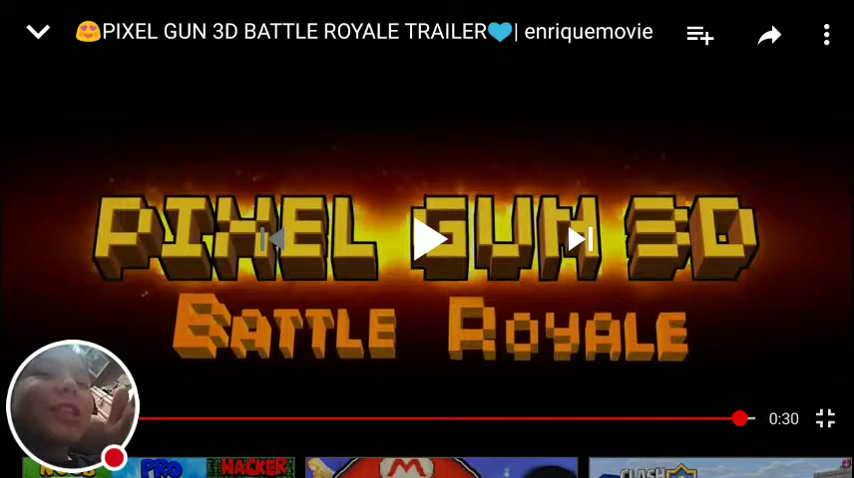 😍PIXEL GUN 3D BATTLE ROYALE TRAILER💙| enriquemovie
PIXEL GUN 3D
BATTLE ROYALE
0:30
NOOB PRO HACKER
M
CLASH